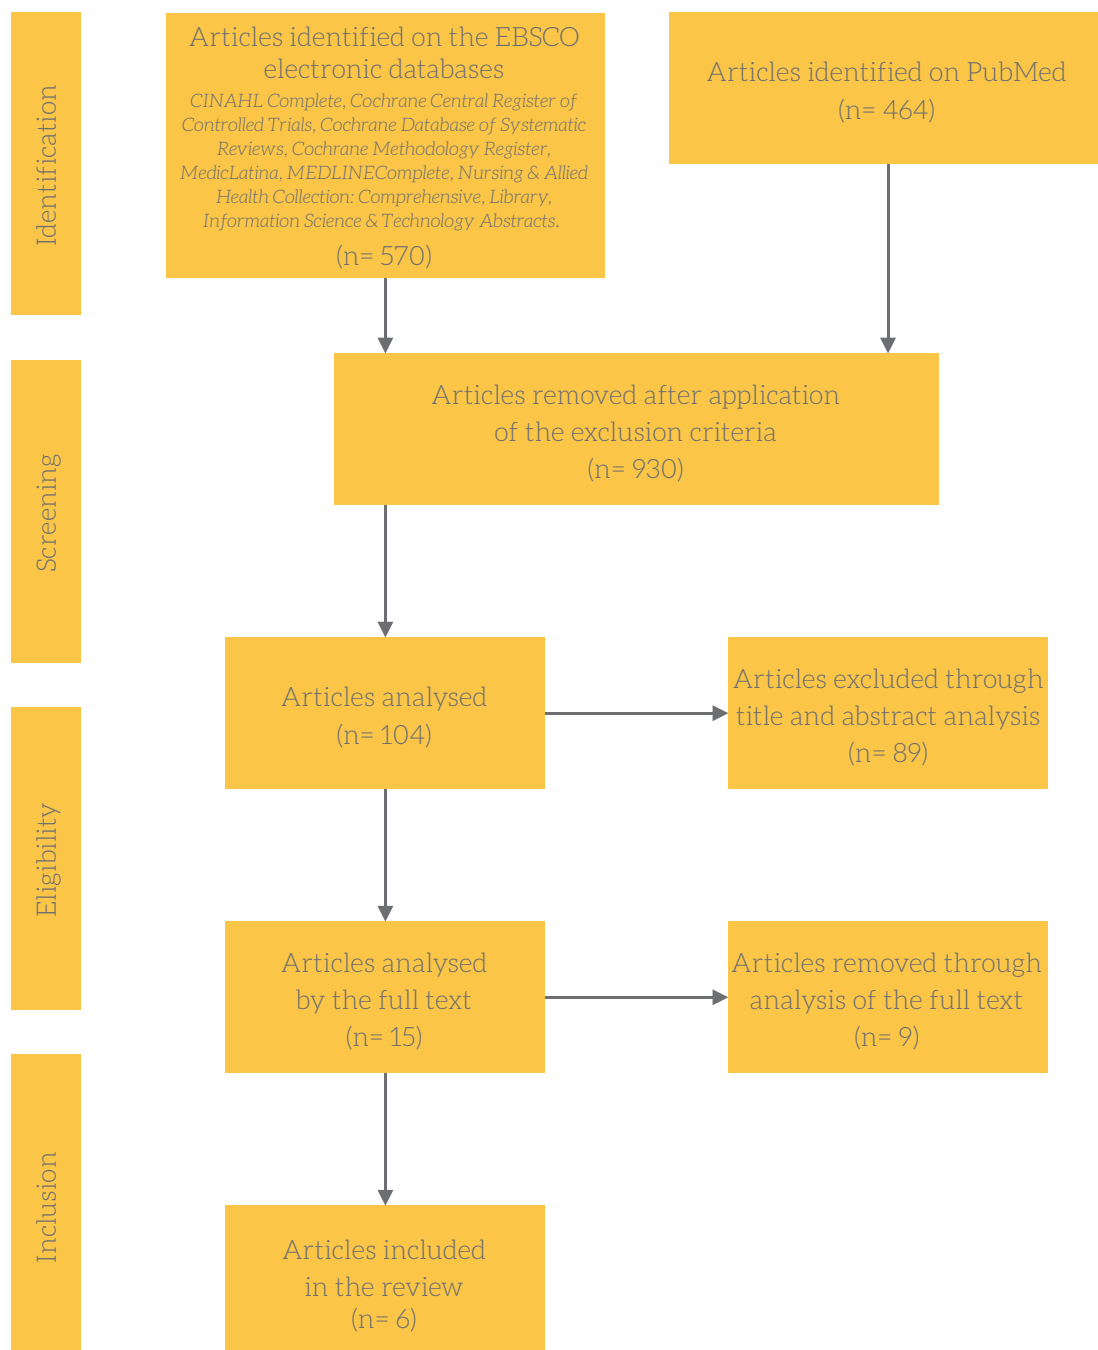 Identification
Articles identified on the EBSCO
electronic databases
CINAHL Complete, Cochrane Central Register of
Controlled Trials, Cochrane Database of Systematic
Reviews, Cochrane Methodology Register,
MedicLatina, MEDLINEComplete, Nursing & Allied
Health Collection: Comprehensive, Library,
Information Science & Technology Abstracts.
(n= 570)
Articles identified on PubMed
(n= 464)
Screening
Articles removed after application
of the exclusion criteria
(n= 930)
Articles analysed
(n= 104)
Articles excluded through
title and abstract analysis
(n= 89)
Eligibility
Articles analysed
by the full text
(n= 15)
Articles removed through
analysis of the full text
(n= 9)
Inclusion
Articles included
in the review
(n= 6)